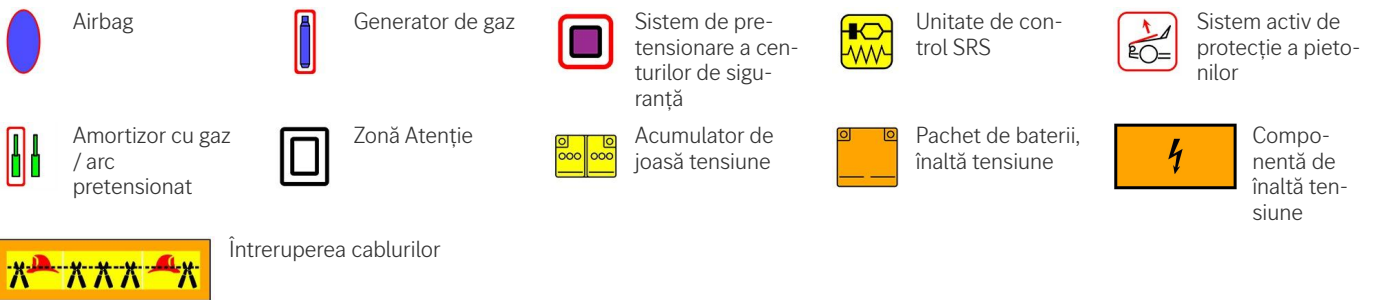 Airbag
Generator de gaz
Sistem de pre-
tensionare a cen-
turilor de sigu-
ranță
Unitate de con-
trol SRS
Sistem activ de
protecție a pieto-
nilor
Amortizor cu gaz
/ arc
pretensionat
Zonă Atenție
Acumulator de
joasă tensiune
Pachet de baterii,
înaltă tensiune
Compo-
nentă de
înaltă ten-
siune
Întreruperea cablurilor